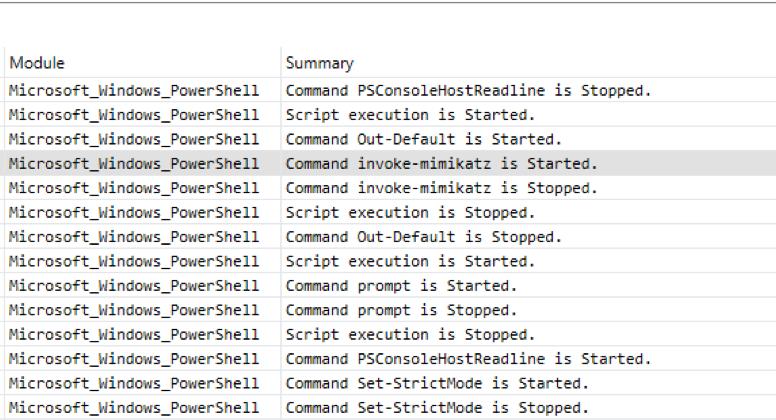 Module Summary
Microsoft_Windows_PowerShell Command PSConsoleHostReadline is Stopped.
Microsoft_Windows_PowerShell Script execution is Started.
Microsoft_Windows_PowerShell Command Out-Default is Started.
Microsoft_Windows_PowerShell Command invoke-mimikatz is Started.
Microsoft_Windows_PowerShell Command invoke-mimikatz is Stopped.
Microsoft_Windows_PowerShell Script execution is Stopped.
Microsoft_Windows_PowerShell Command Out-Default is Stopped.
Microsoft_Windows_PowerShell Script execution is Started.
Microsoft_Windows_PowerShell Command prompt is Started.
Microsoft_Windows_PowerShell Command prompt is Stopped.
Microsoft_Windows_PowerShell Script execution is Stopped.
Microsoft_Windows_PowerShell Command PSConsoleHostReadline is Started.
Microsoft_Windows_PowerShell Command Set-StrictMode is Started.
Microsoft_Windows_PowerShell Command Set-StrictMode is Stopped.